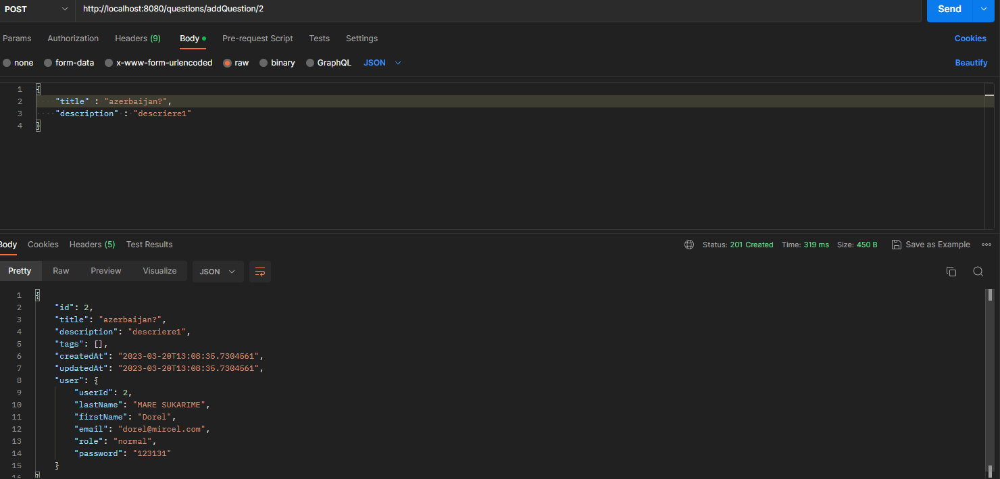 POST http://localhost:8080/questions/addQuestion/2 Send
Params Authorization Headers (9) Body Pre-request Script Tests Settings Cookies
none form-data x-www-form-urlencoded raw binary GraphQL JSON Beautify
1 {
2 "title" : "azerbaijan?",
3 "description" : "descriere1"
4 }
Body Cookies Headers (5) Test Results Status: 201 Created Time: 319 ms Size: 450 B Save as Example
Pretty Raw Preview Visualize JSON
1 {
2 "id": 2,
3 "title": "azerbaijan?",
4 "description": "descriere1",
5 "tags": [],
6 "createdAt": "2023-03-20T13:08:35.7304561",
7 "updatedAt": "2023-03-20T13:08:35.7304561",
8 "user": {
9 "userId": 2,
10 "lastName": "MARE SUKARIME",
11 "firstName": "Dorel",
12 "email": "dorel@mircel.com",
13 "role": "normal",
14 "password": "123131"
15 }
16 }